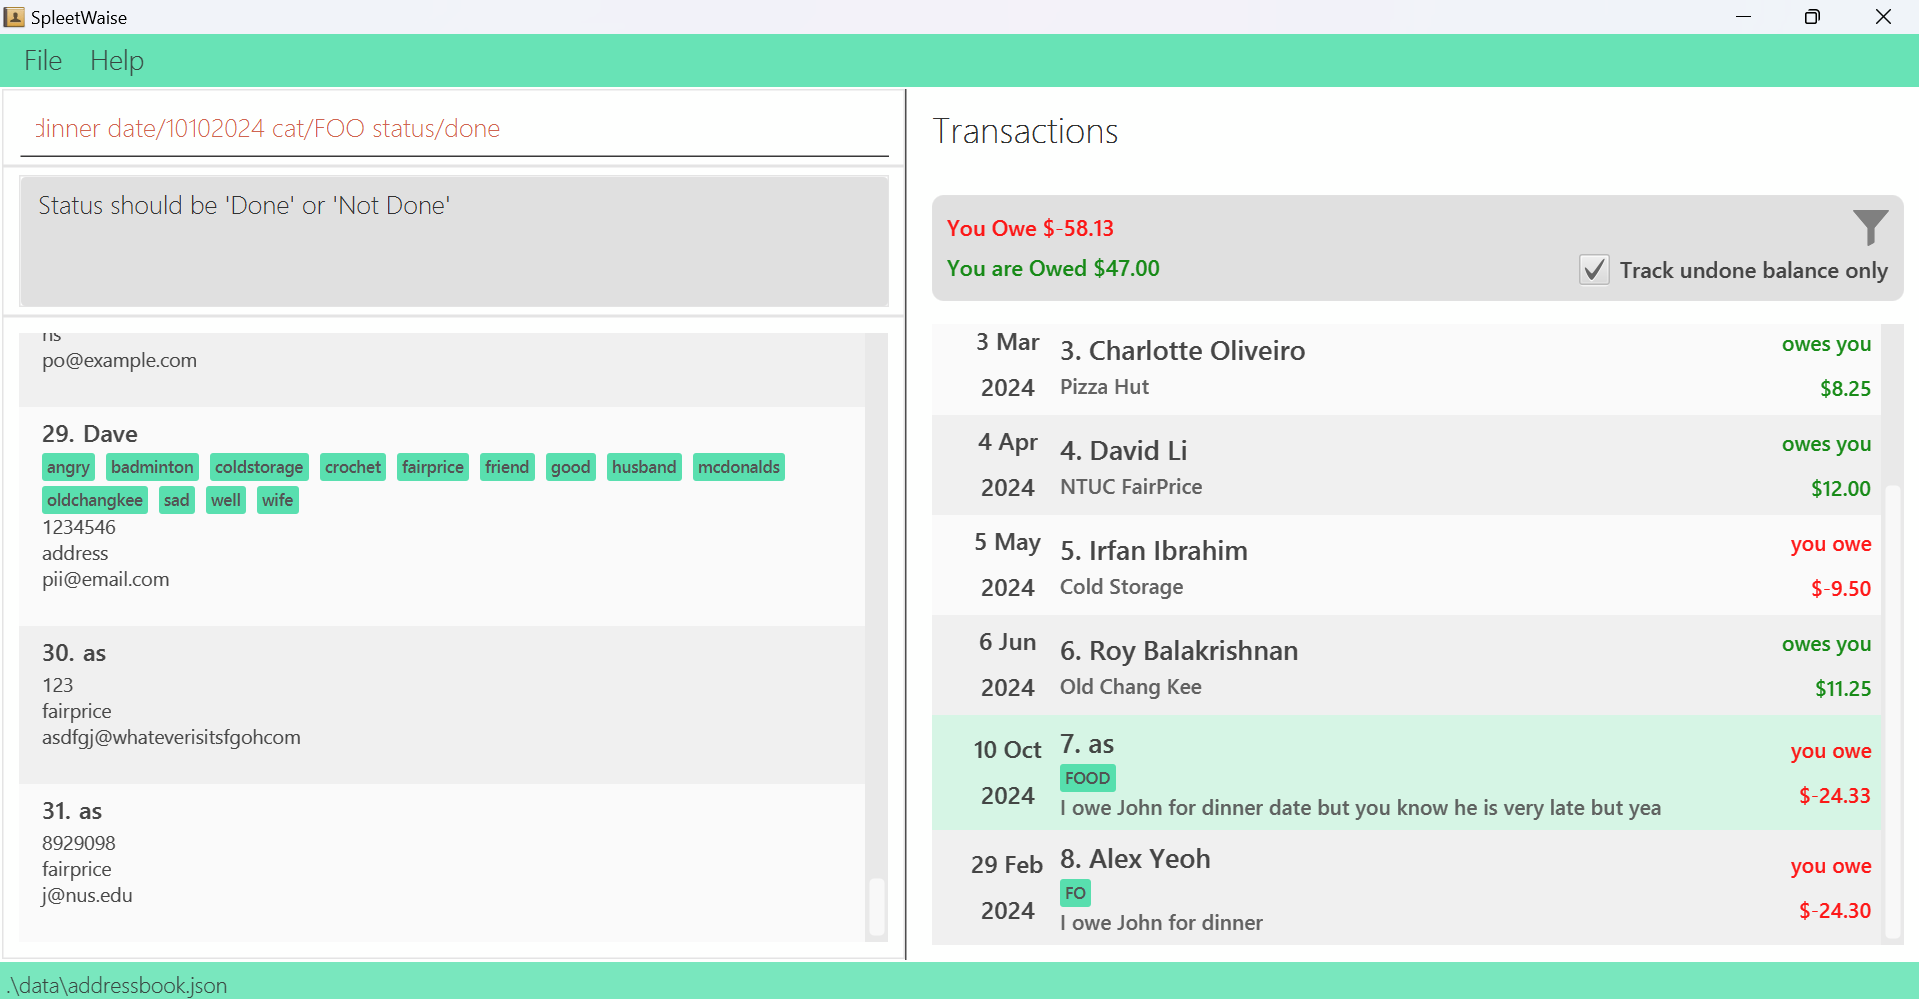 SpleetWaise
File Help
dinner date/10102024 cat/FOO status/done
Status should be 'Done' or 'Not Done'
po@example.com
29. Dave
angry badminton coldstorage crochet fairprice friend good husband mcdonalds
oldchangkee sad well wife
1234546
address
pii@email.com
30. as
123
fairprice
asdfgj@whateverisitsfgohcom
31. as
8929098
fairprice
j@nus.edu
Transactions
You Owe $-58.13
You are Owed $47.00
Track undone balance only
3 Mar 2024
3. Charlotte Oliveiro
Pizza Hut
owes you
$8.25
4 Apr 2024
4. David Li
NTUC FairPrice
owes you
$12.00
5 May 2024
5. Irfan Ibrahim
Cold Storage
you owe
$-9.50
6 Jun 2024
6. Roy Balakrishnan
Old Chang Kee
owes you
$11.25
10 Oct 2024
7. as
FOOD
I owe John for dinner date but you know he is very late but yea
you owe
$-24.33
29 Feb 2024
8. Alex Yeoh
FO
I owe John for dinner
you owe
$-24.30
.\data\addressbook.json